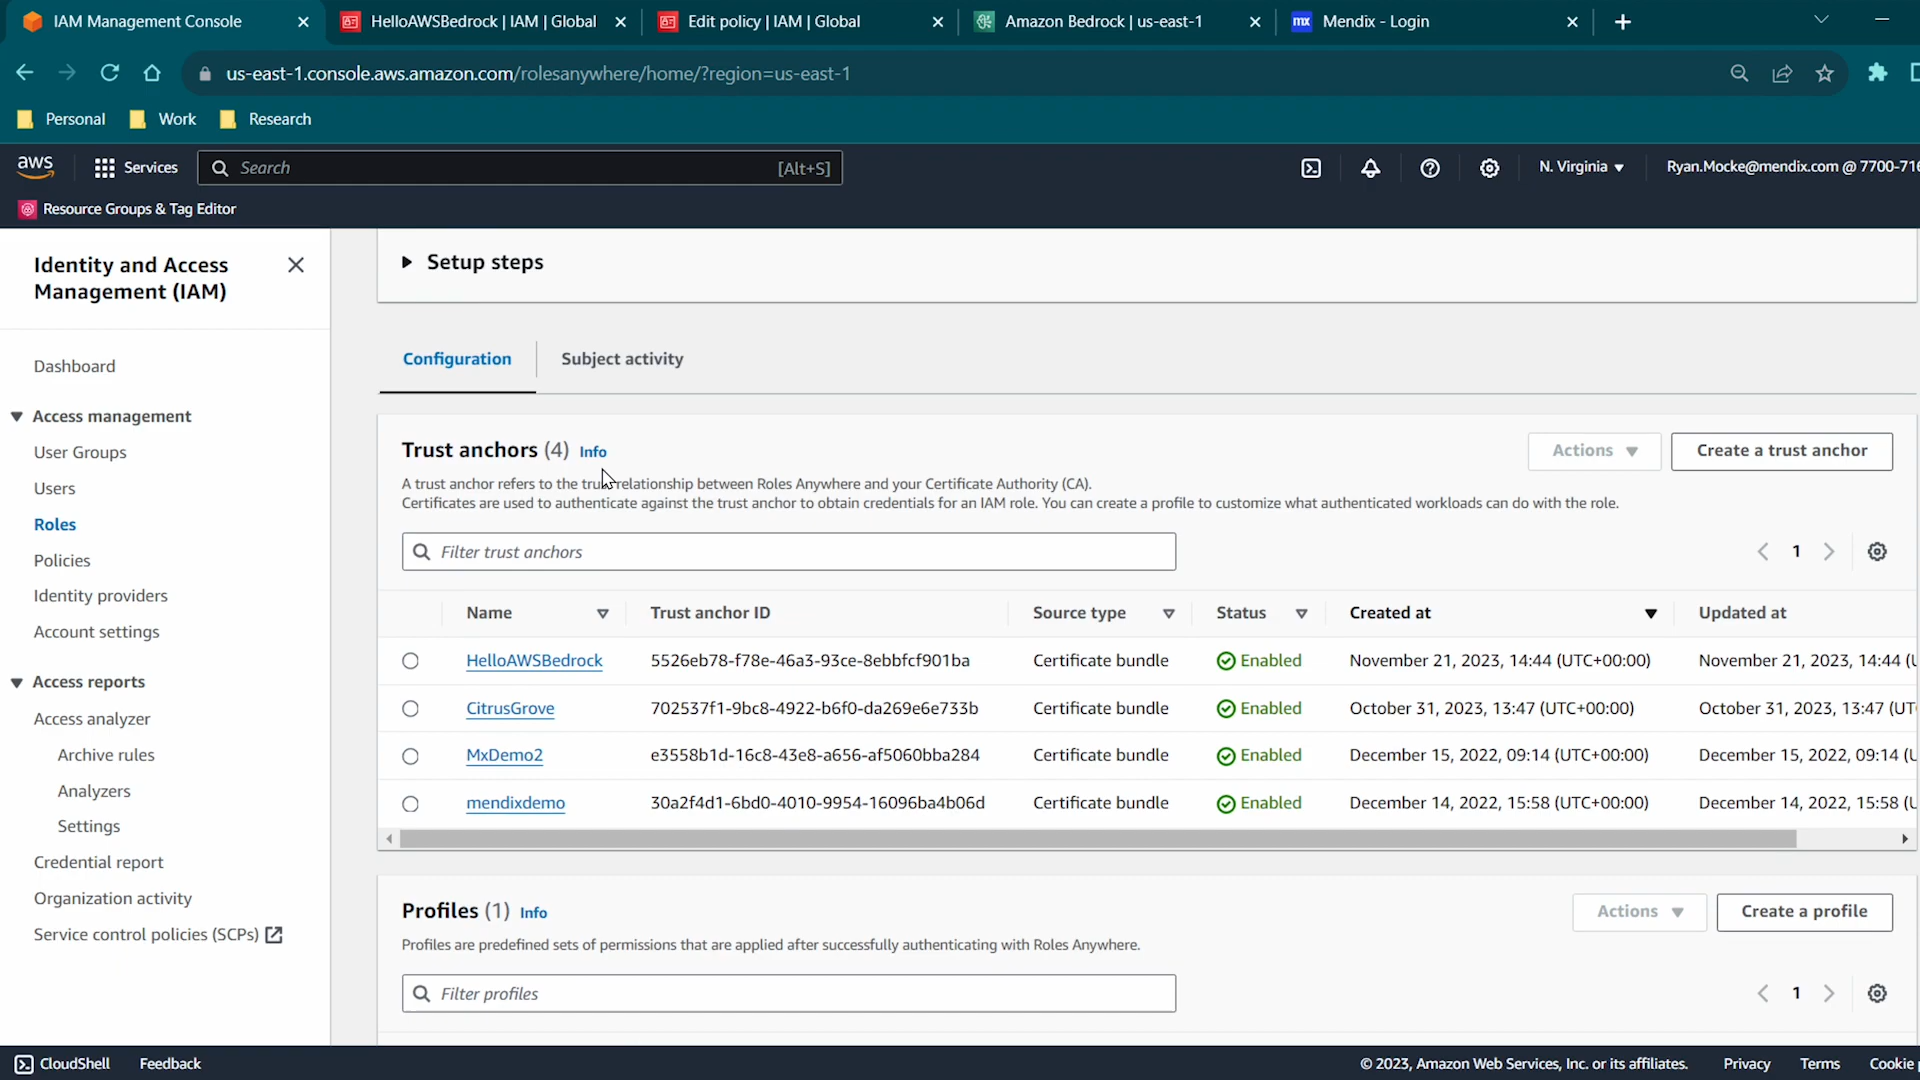 IAM Management Console
HelloAWSBedrock | IAM | Global
Edit policy | IAM | Global
Amazon Bedrock | us-east-1
mx
Mendix - Login
us-east-1.console.aws.amazon.com/rolesanywhere/home/?region=us-east-1
Personal
Work
Research
aws
Services
Search
[Alt+S]
N. Virginia
Ryan.Mocke@mendix.com @ 7700-716
Resource Groups & Tag Editor
Identity and Access
Management (IAM)
Dashboard
Access management
User Groups
Users
Roles
Policies
Identity providers
Account settings
Access reports
Access analyzer
Archive rules
Analyzers
Settings
Credential report
Organization activity
Service control policies (SCPs)
Setup steps
Configuration
Subject activity
Trust anchors (4) Info
Actions
Create a trust anchor
A trust anchor refers to the trust relationship between Roles Anywhere and your Certificate Authority (CA).
Certificates are used to authenticate against the trust anchor to obtain credentials for an IAM role. You can create a profile to customize what authenticated workloads can do with the role.
Filter trust anchors
1
Name Trust anchor ID Source type Status Created at Updated at
HelloAWSBedrock 5526eb78-f78e-46a3-93ce-8ebbfcf901ba Certificate bundle Enabled November 21, 2023, 14:44 (UTC+00:00) November 21, 2023, 14:44 (U
CitrusGrove 702537f1-9bc8-4922-b6f0-da269e6e733b Certificate bundle Enabled October 31, 2023, 13:47 (UTC+00:00) October 31, 2023, 13:47 (UT
MxDemo2 e3558b1d-16c8-43e8-a656-af5060bba284 Certificate bundle Enabled December 15, 2022, 09:14 (UTC+00:00) December 15, 2022, 09:14 (U
mendixdemo 30a2f4d1-6bd0-4010-9954-16096ba4b06d Certificate bundle Enabled December 14, 2022, 15:58 (UTC+00:00) December 14, 2022, 15:58 (U
Profiles (1) Info
Actions
Create a profile
Profiles are predefined sets of permissions that are applied after successfully authenticating with Roles Anywhere.
Filter profiles
1
CloudShell
Feedback
© 2023, Amazon Web Services, Inc. or its affiliates.
Privacy
Terms
Cookie